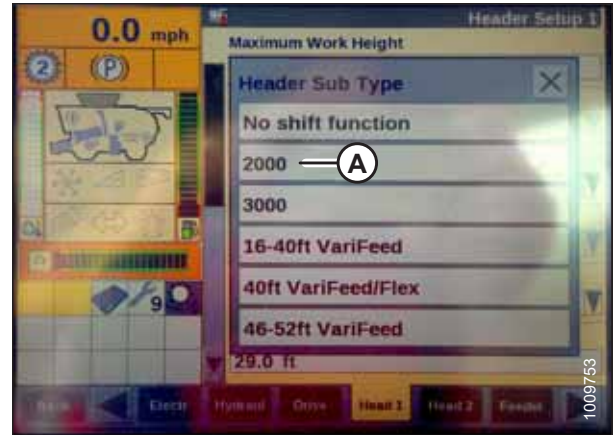 0.0 mph
Header Setup 1
Maximum Work Height
2
(P)
Header Sub Type
No shift function
2000
A
3000
16-40ft VariFeed
40ft VariFeed/Flex
46-52ft VariFeed
9
29.0 ft
Back
Electr
Hydraul
Drive
Head 1
Head 2
Feeder
1009753